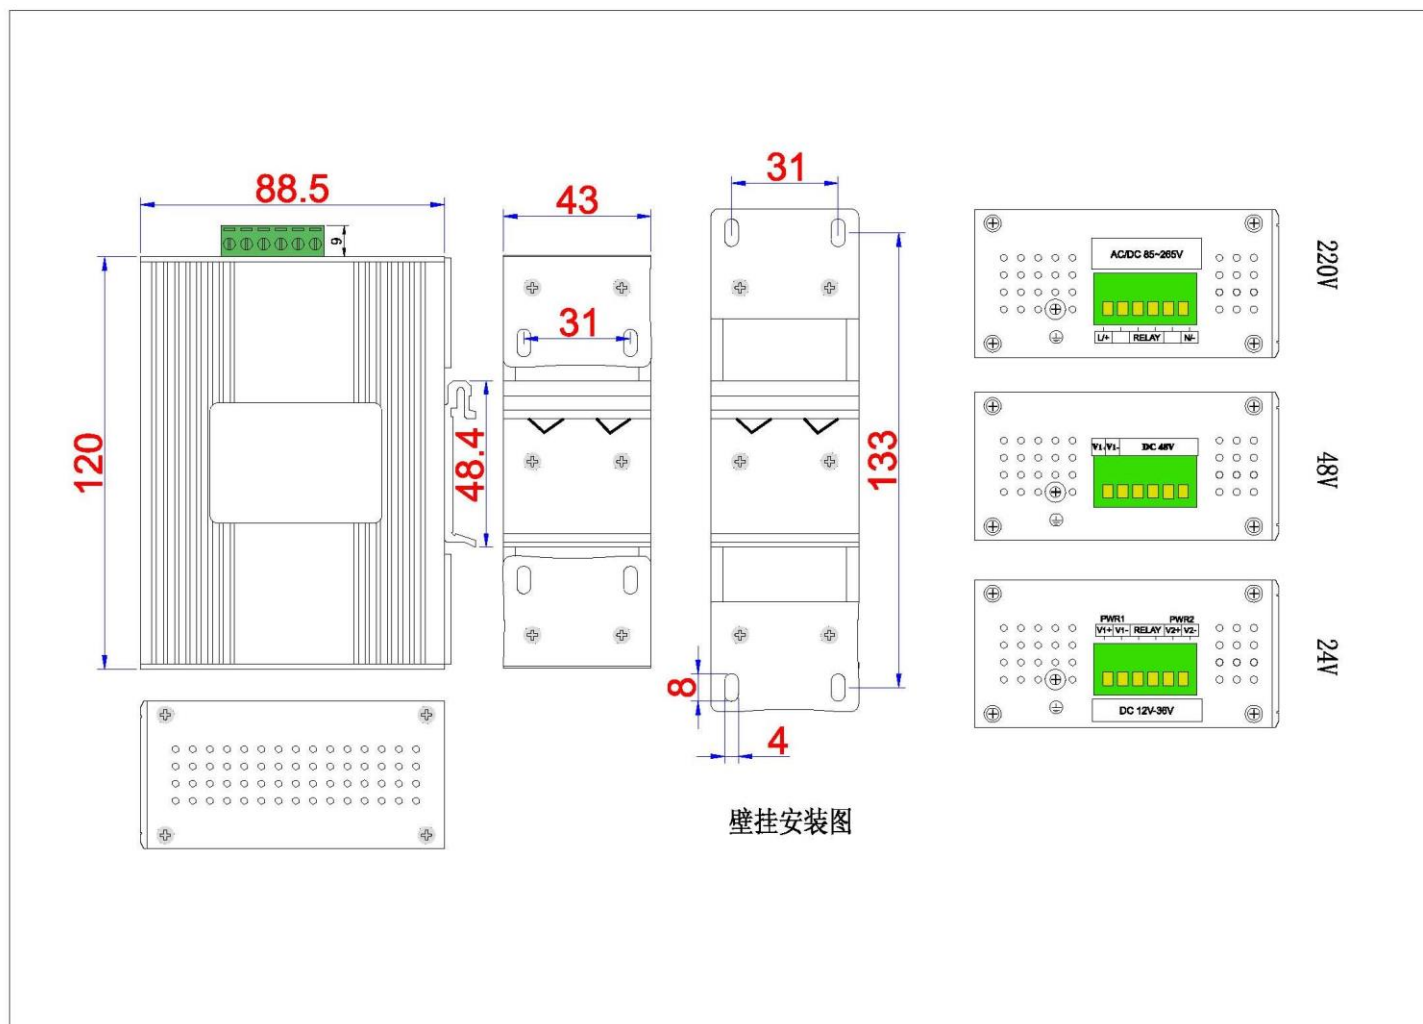 88.5
9
120
48.4
43
31
31
133
8
4
壁挂安装图
AC/DC 85~265V
L/+ RELAY N/-
220V
V1- DC 48V
48V
PWR1 PWR2
V1+ V1- RELAY V2+ V2-
DC 12V-36V
24V